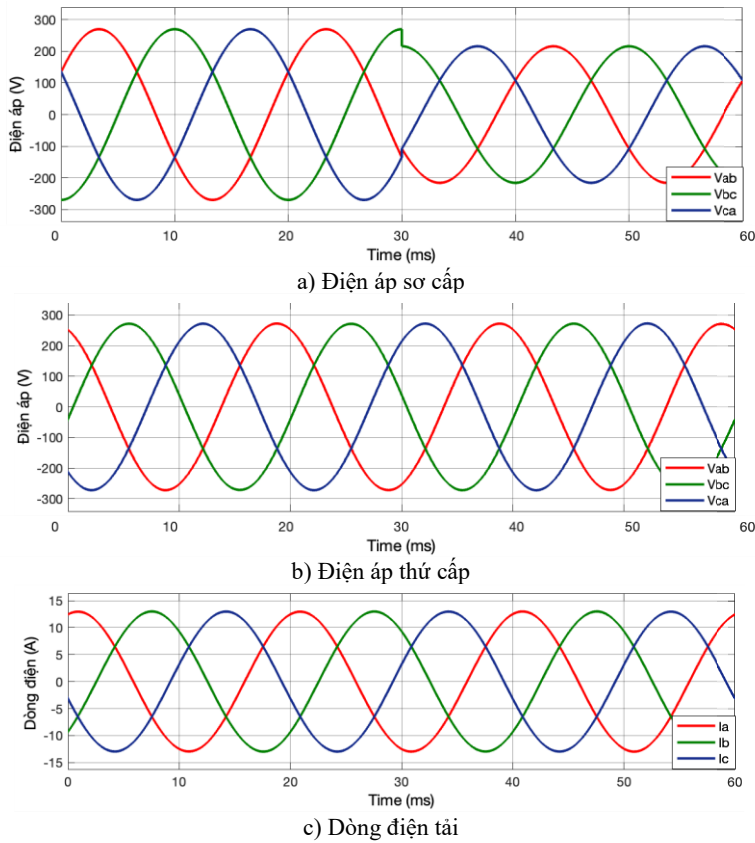 300
200
100
0
-100
-200
-300
Điện áp (V)
Vab
Vbc
Vca
0 10 20 30 40 50 60
Time (ms)
a) Điện áp sơ cấp
300
200
100
0
-100
-200
-300
Điện áp (V)
Vab
Vbc
Vca
0 10 20 30 40 50 60
Time (ms)
b) Điện áp thứ cấp
15
10
5
0
-5
-10
-15
Dòng điện (A)
Ia
Ib
Ic
0 10 20 30 40 50 60
Time (ms)
c) Dòng điện tải